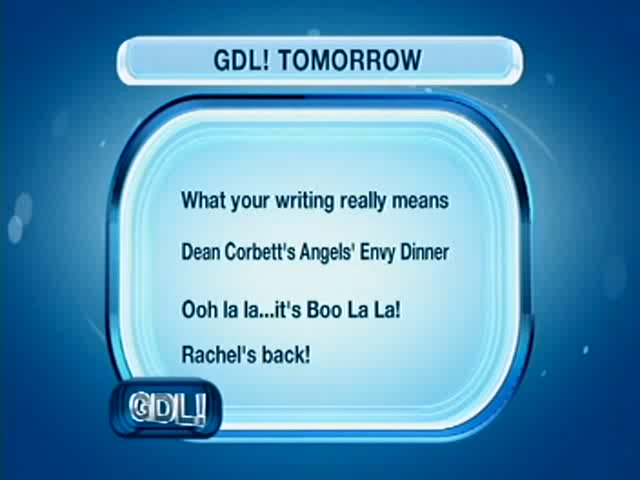 GDL! TOMORROW
What your writing really means
Dean Corbett's Angels' Envy Dinner
Ooh la la...it's Boo La La!
Rachel's back!
GDL!